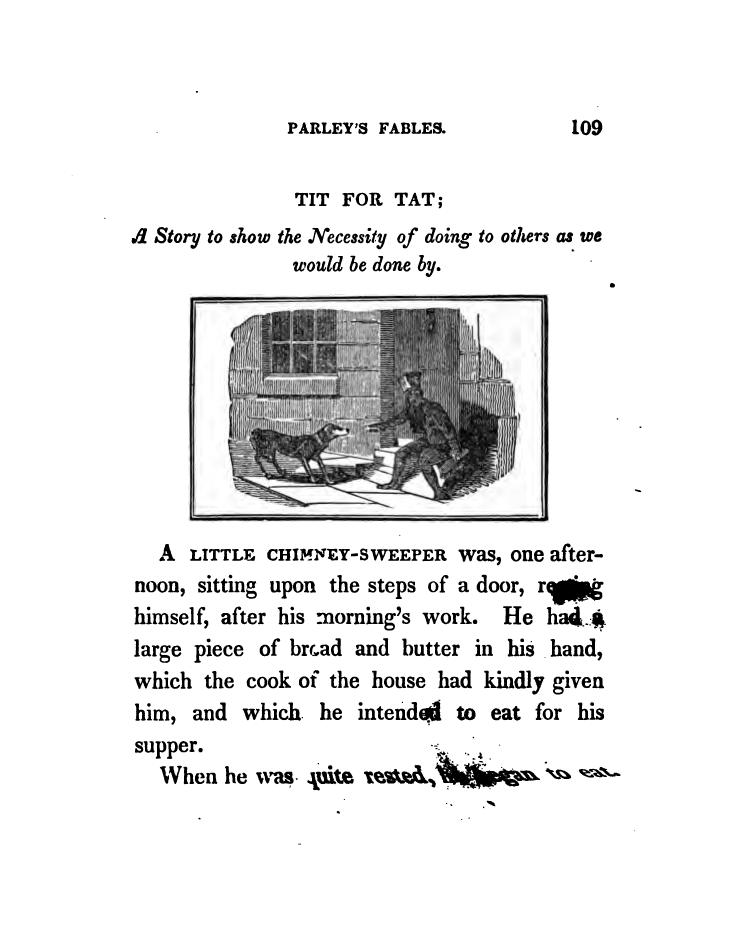 PARLEY'S FABLES. 109
TIT FOR TAT;
A Story to show the Necessity of doing to others as we
would be done by.
A LITTLE CHIMNEY-SWEEPER was, one after-
noon, sitting upon the steps of a door,
himself, after his morning's work. He had a
large piece of bread and butter in his hand,
which the cook of the house had kindly given
him, and which he intended to eat for his
supper.
When he was quite rested, began to eat